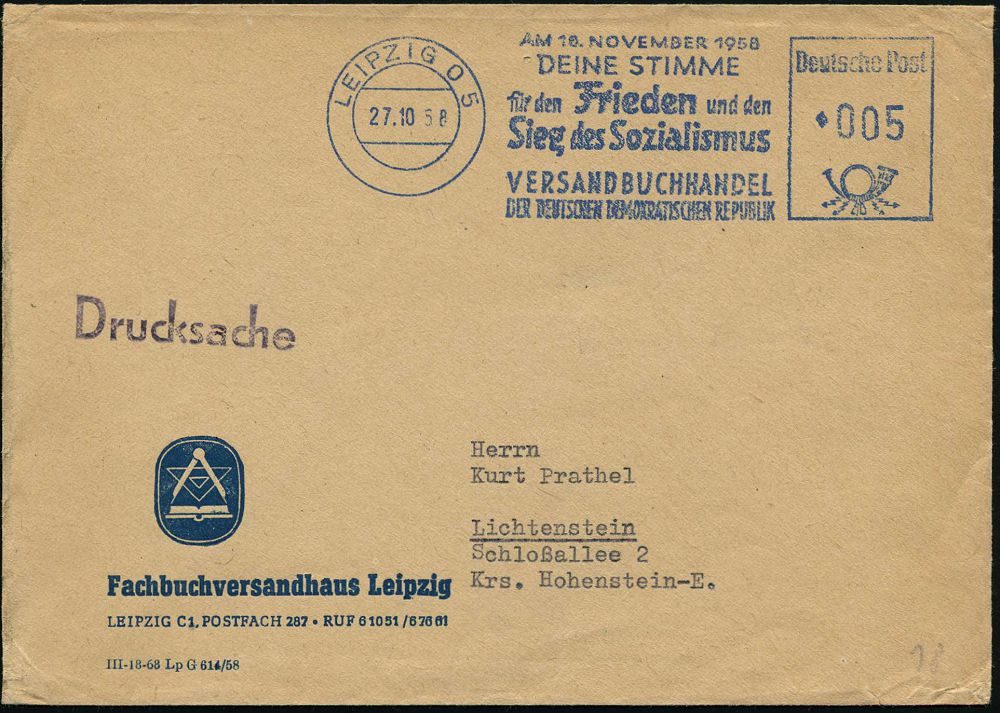 LEIPZIG O 5
27.10 58
AM 16. NOVEMBER 1958
DEINE STIMME
für den Frieden und den
Sieg des Sozialismus
VERSANDBUCHHANDEL
DER DEUTSCHEN DEMOKRATISCHEN REPUBLIK
Deutsche Post
005
Drucksache
Herrn
Kurt Prathel
Lichtenstein
Schloßallee 2
Krs. Hohenstein-E.
Fachbuchversandhaus Leipzig
LEIPZIG C1, POSTFACH 287 • RUF 61051/67661
III-18-68 Lp G 614/58